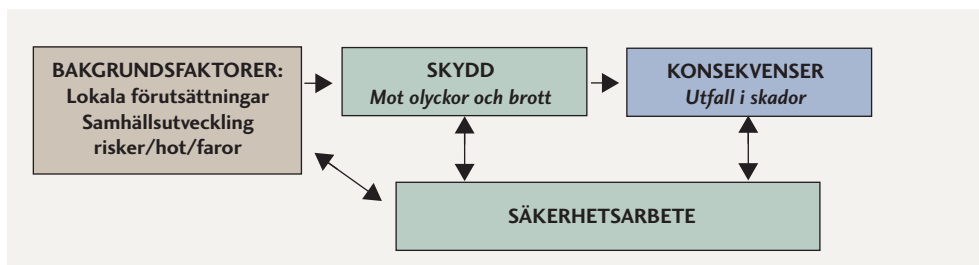 BAKGRUNDSFAKTORER:
Lokala förutsättningar
Samhällsutveckling
risker/hot/faror
SKYDD
Mot olyckor och brott
KONSEKVENSER
Utfall i skador
SÄKERHETSARBETE